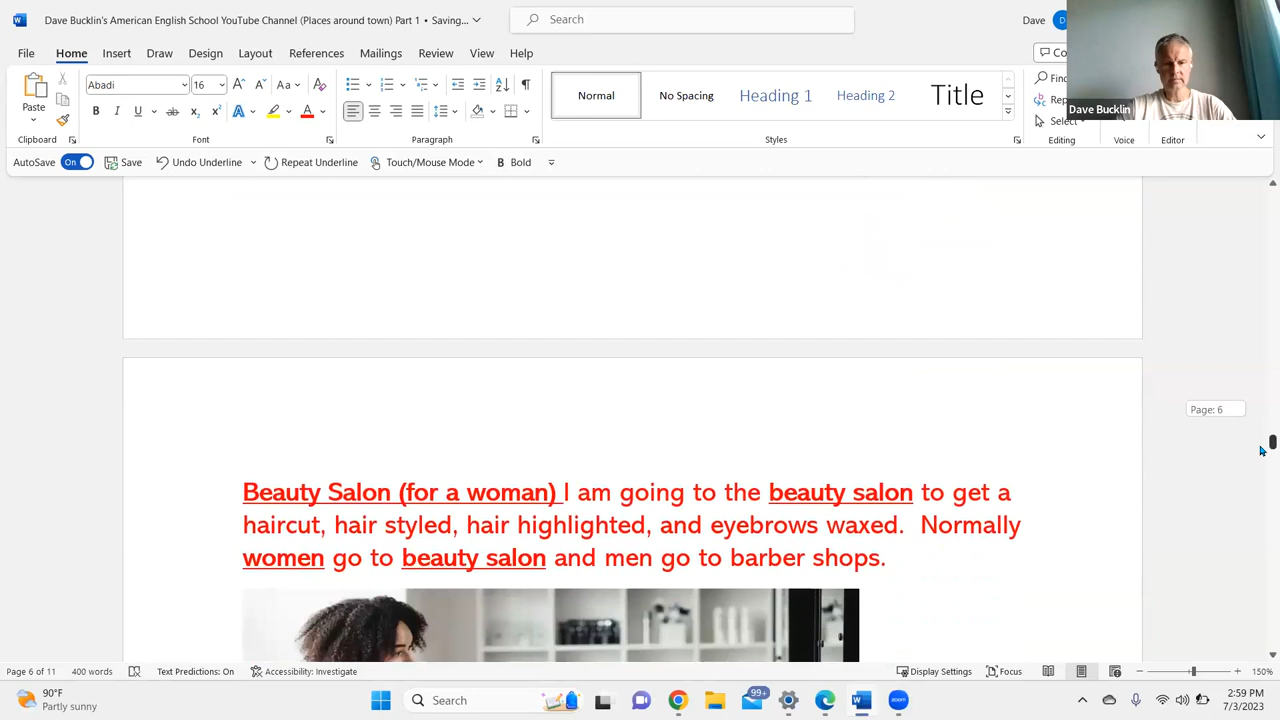 Dave Bucklin's American English School YouTube Channel (Places around town) Part 1 • Saving...
Search
Dave
File Home Insert Draw Design Layout References Mailings Review View Help
Paste
Abadi
16
Aa
Normal
No Spacing
Heading 1
Heading 2
Title
Select
Dave Bucklin
Clipboard
Font
Paragraph
Styles
Editing
Voice
Editor
AutoSave On Save Undo Underline Repeat Underline Touch/Mouse Mode B Bold
Page: 6
Beauty Salon (for a woman) I am going to the beauty salon to get a
haircut, hair styled, hair highlighted, and eyebrows waxed. Normally
women go to beauty salon and men go to barber shops.
Page 6 of 11 400 words Text Predictions: On Accessibility: Investigate Display Settings Focus 150%
90°F
Partly sunny
Search
99+
zoom
2:59 PM
7/3/2023